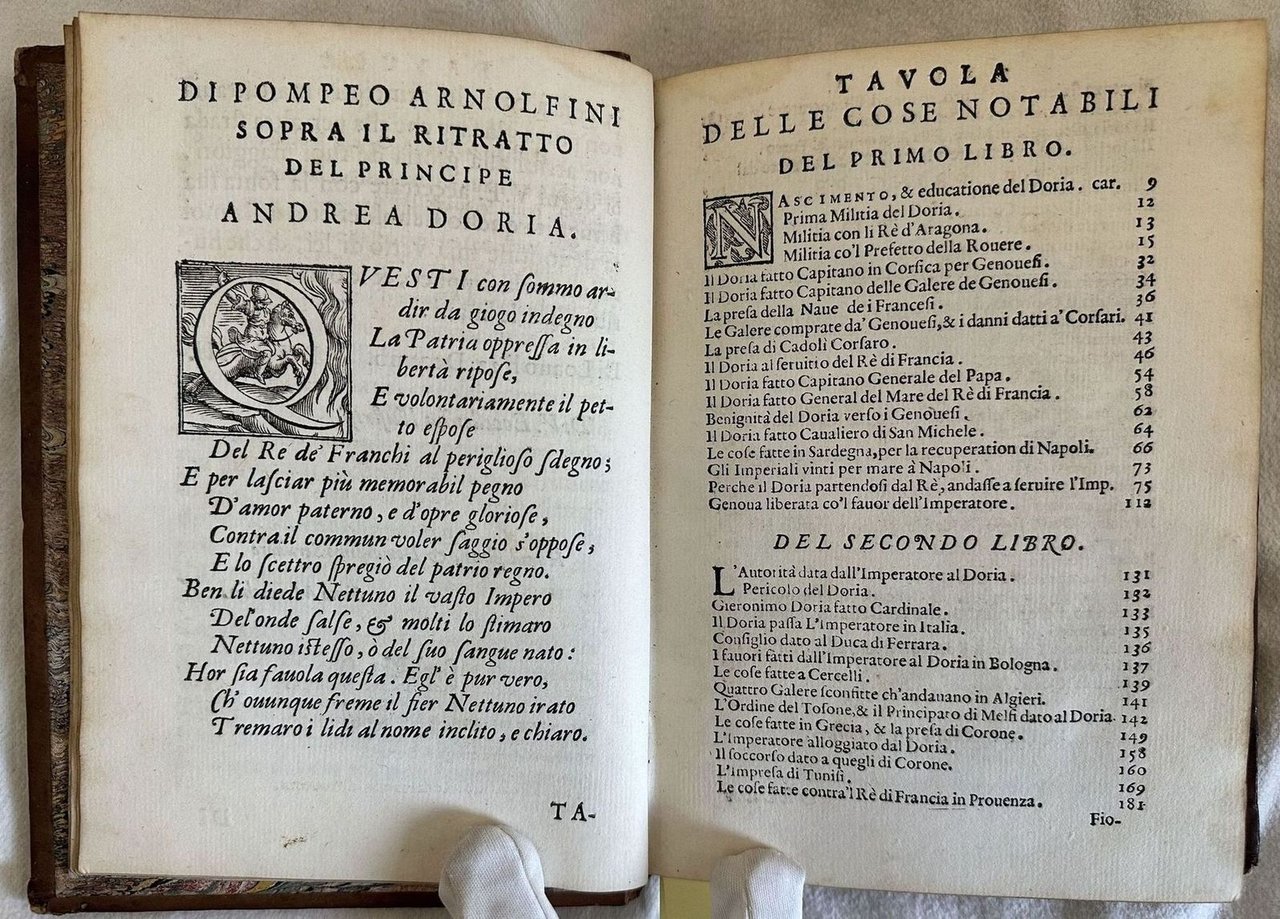 DI POMPEO ARNOLFINI
SOPRA IL RITRATTO
DEL PRINCIPE
ANDREA DORIA.
QVESTI con ſommo ar-
dir da giogo indegno
La Patria oppreſſa in li-
bertà ripoſe,
E volontariamente il pet-
to eſpoſe
Del Re de' Franchi al periglioſo ſdegno;
E per laſciar più memorabil pegno
D'amor paterno, e d'opre glorioſe,
Contra il commun voler ſaggio s'oppoſe,
E lo ſcettro ſpregiò del patrio regno.
Ben li diede Nettuno il vaſto Impero
Del'onde ſalſe, & molti lo ſtimaro
Nettuno iſteſſo, ò del ſuo ſangue nato:
Hor ſia fauola queſta. Egl' è pur vero,
Ch' ouunque freme il fier Nettuno irato
Tremaro i lidi al nome inclito, e chiaro.
TA-
TAVOLA
DELLE COSE NOTABILI
DEL PRIMO LIBRO.
NASCIMENTO, & educatione del Doria. car. 9
Prima Militia del Doria. 12
Militia con li Rè d'Aragona. 13
Militia co'l Prefetto della Rouere. 15
Il Doria fatto Capitano in Corſica per Genoueſi. 32
Il Doria fatto Capitano delle Galere de Genoueſi. 34
La preſa della Naue de i Franceſi. 36
Le Galere comprate da' Genoueſi, & i danni datti a' Corſari. 41
La preſa di Cadolì Corſaro. 43
Il Doria al ſeruitio del Rè di Francia. 46
Il Doria fatto Capitano Generale del Papa. 54
Il Doria fatto General del Mare del Rè di Francia. 58
Benignità del Doria verſo i Genoueſi. 62
Il Doria fatto Caualiero di San Michele. 64
Le coſe fatte in Sardegna, per la recuperation di Napoli. 66
Gli Imperiali vinti per mare à Napoli. 73
Perche il Doria partendoſi dal Rè, andaſſe a ſeruire l'Imp. 75
Genoua liberata co'l fauor dell'Imperatore. 112
DEL SECONDO LIBRO.
L'Autorità data dall'Imperatore al Doria. 131
Pericolo del Doria. 132
Gieronimo Doria fatto Cardinale. 133
Il Doria paſſa L'Imperatore in Italia. 135
Conſiglio dato al Duca di Ferrara. 136
I fauori fatti dall'Imperatore al Doria in Bologna. 137
Le coſe fatte a Cercelli. 139
Quattro Galere ſconfitte ch'andauano in Algieri. 141
L'Ordine del Toſone, & il Principato di Melfi dato al Doria. 142
Le coſe fatte in Grecia, & la preſa di Corone. 149
L'Imperatore alloggiato dal Doria. 158
Il ſoccorſo dato a quegli di Corone. 160
L'Impreſa di Tuniſi. 169
Le coſe fatte contra'l Rè di Francia in Prouenza. 181
Fio-